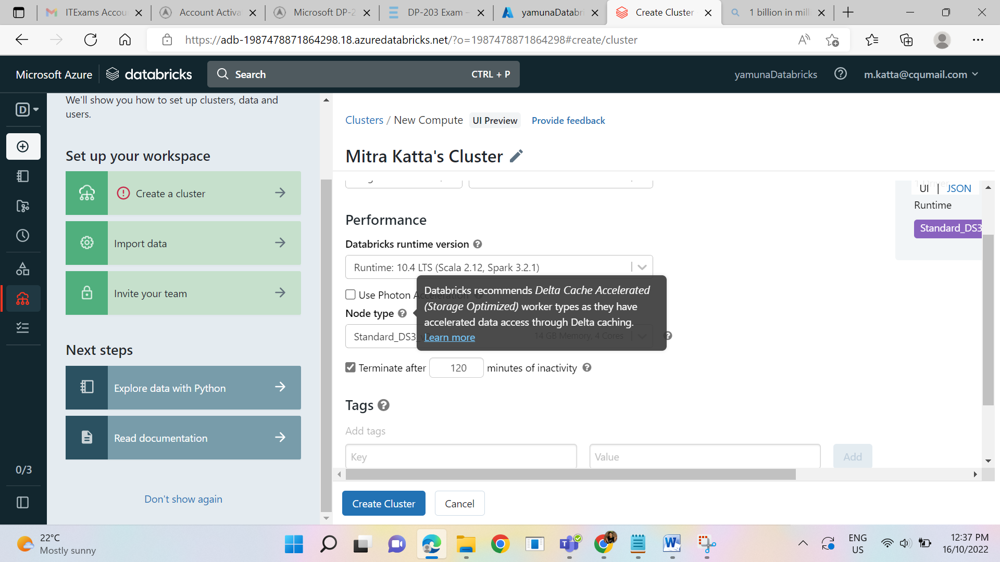 ITExams Accou
Account Activa
Microsoft DP-2
DP-203 Exam –
yamunaDatabri
Create Cluster
1 billion in mill
https://adb-1987478871864298.18.azuredatabricks.net/?o=1987478871864298#create/cluster
Microsoft Azure
databricks
Search
CTRL + P
yamunaDatabricks
m.katta@cqumail.com
We'll show you how to set up clusters, data and
users.
Set up your workspace
Create a cluster
Import data
Invite your team
Next steps
Explore data with Python
Read documentation
0/3
Don't show again
Clusters / New Compute UI Preview Provide feedback
Mitra Katta's Cluster
UI | JSON
Runtime
Standard_DS3
Performance
Databricks runtime version
Runtime: 10.4 LTS (Scala 2.12, Spark 3.2.1)
Use Photon Acceleration
Databricks recommends Delta Cache Accelerated
(Storage Optimized) worker types as they have
accelerated data access through Delta caching.
Learn more
Node type
Standard_DS3_
14 GB Memory, 4 Cores
Terminate after 120 minutes of inactivity
Tags
Add tags
Key
Value
Add
Create Cluster
Cancel
22°C
Mostly sunny
ENG
US
12:37 PM
16/10/2022